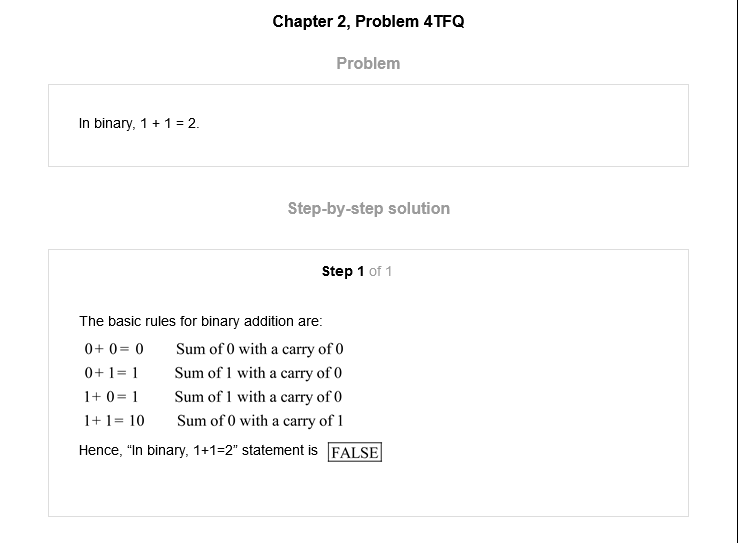 Chapter 2, Problem 4TFQ
Problem
In binary, 1 + 1 = 2.
Step-by-step solution
Step 1 of 1
The basic rules for binary addition are:
0+ 0= 0 Sum of 0 with a carry of 0
0+ 1= 1 Sum of 1 with a carry of 0
1+ 0= 1 Sum of 1 with a carry of 0
1+ 1= 10 Sum of 0 with a carry of 1
Hence, “In binary, 1+1=2” statement is FALSE